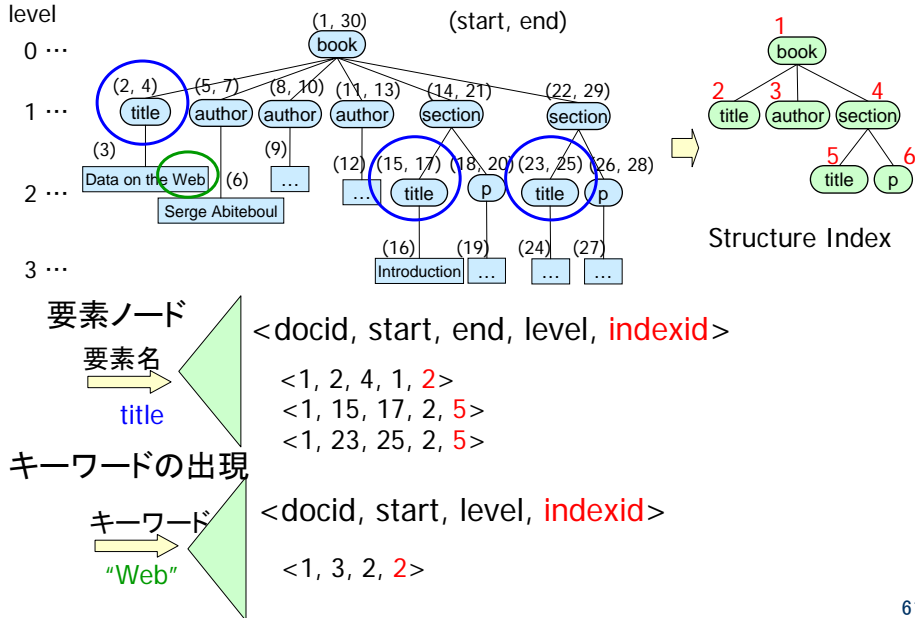 level
(1, 30)
(start, end)
0 …
book
(2, 4) (5, 7) (8, 10) (11, 13) (14, 21) (22, 29)
1 …
title author author author section section
(3)
Data on the Web
(6)
Serge Abiteboul
(9)
…
(12)
…
(15, 17) (18, 20) (23, 25) (26, 28)
2 …
title p title p
(16) (19) (24) (27)
3 …
Introduction … … …
1
book
2 3 4
title author section
5 6
title p
Structure Index
要素ノード
要素名
title
<docid, start, end, level, indexid>
<1, 2, 4, 1, 2>
<1, 15, 17, 2, 5>
<1, 23, 25, 2, 5>
キーワードの出現
キーワード
“Web”
<docid, start, level, indexid>
<1, 3, 2, 2>